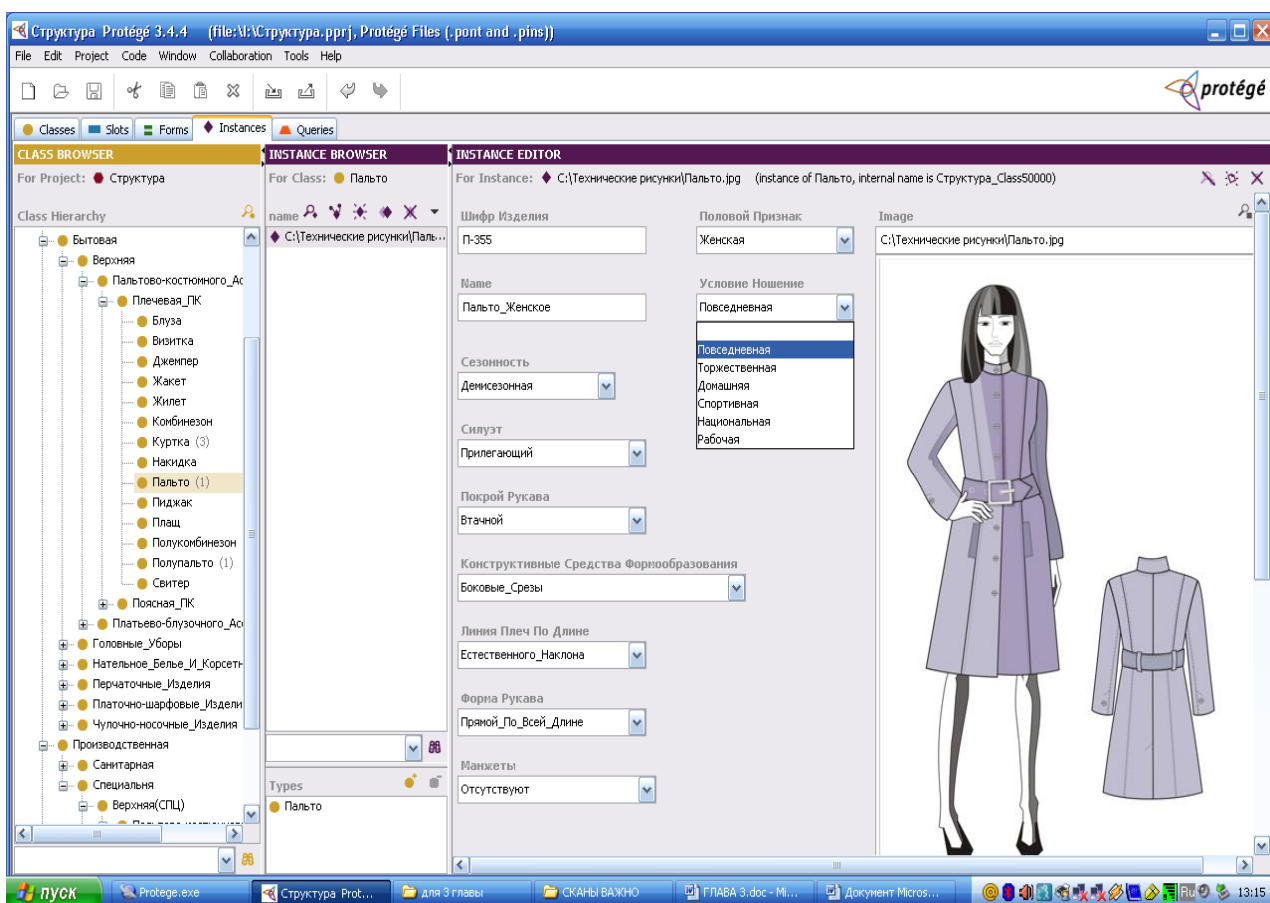 Структура Protégé 3.4.4 (file:\I:\Структура.pprj, Protégé Files (.pont and .pins))
File Edit Project Code Window Collaboration Tools Help
protégé
Classes Slots Forms Instances Queries
CLASS BROWSER
For Project: Структура
Class Hierarchy
Бытовая
Верхняя
Пальтово-костюмного_Ас
Плечевая_ПК
Блуза
Визитка
Джемпер
Жакет
Жилет
Комбинезон
Куртка (3)
Накидка
Пальто (1)
Пиджак
Плащ
Полукомбинезон
Полупальто (1)
Свитер
Поясная_ПК
Платьево-блузочного_Асс
Головные_Уборы
Нательное_Белье_И_Корсетн
Перчаточные_Изделия
Платочно-шарфовые_Издели
Чулочно-носочные_Изделия
Производственная
Санитарная
Специальня
Верхняя(СПЦ)
INSTANCE BROWSER
For Class: Пальто
name
C:\Технические рисунки\Паль...
Types
Пальто
INSTANCE EDITOR
For Instance: C:\Технические рисунки\Пальто.jpg (instance of Пальто, internal name is Структура_Class50000)
Шифр Изделия
П-355
Name
Пальто_Женское
Сезонность
Демисезонная
Силуэт
Прилегающий
Покрой Рукава
Втачной
Конструктивные Средства Формообразования
Боковые_Срезы
Линия Плеч По Длине
Естественного_Наклона
Форма Рукава
Прямой_По_Всей_Длине
Манжеты
Отсутствуют
Половой Признак
Женская
Условие Ношение
Повседневная
Повседневная
Торжественная
Домашняя
Спортивная
Национальная
Рабочая
Image
C:\Технические рисунки\Пальто.jpg
пуск Protege.exe Структура Prot... для 3 главы СКАНЫ ВАЖНО ГЛАВА 3.doc - Mi... Документ Micros... Ru 13:15